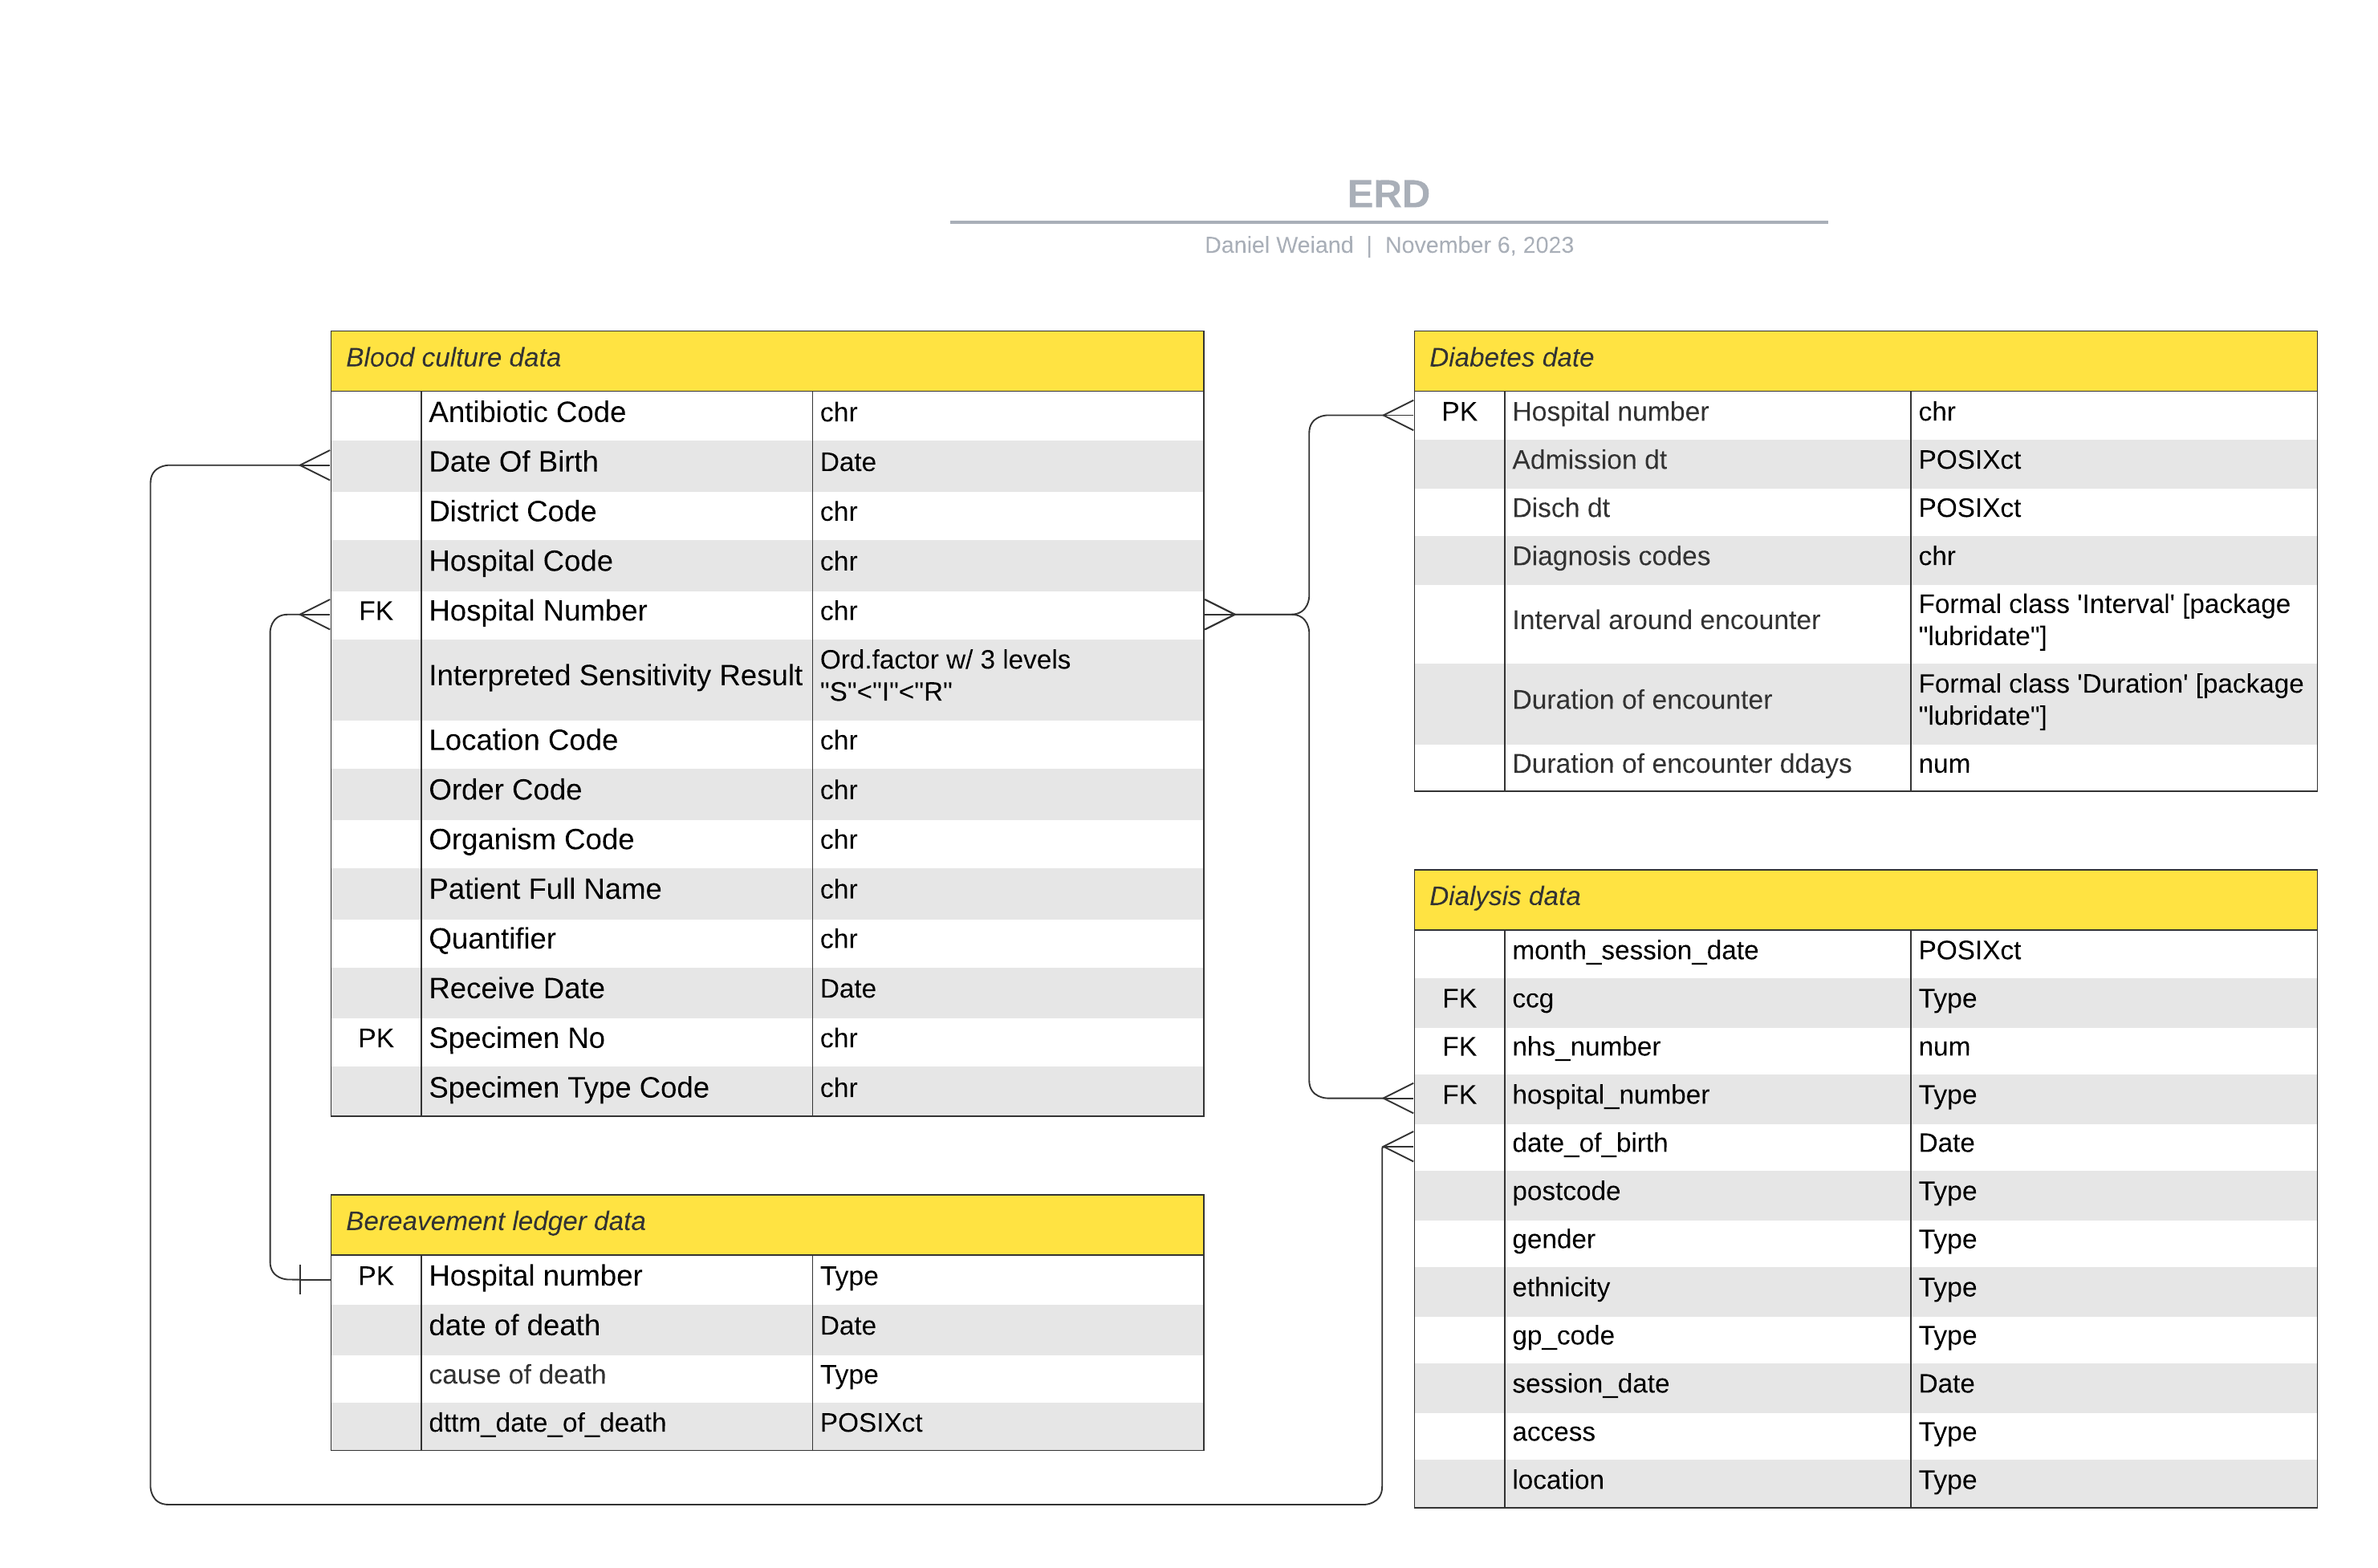 ERD
Daniel Weiand | November 6, 2023
Blood culture data
Antibiotic Code chr
Date Of Birth Date
District Code chr
Hospital Code chr
FK Hospital Number chr
Interpreted Sensitivity Result Ord.factor w/ 3 levels
"S"<"I"<"R"
Location Code chr
Order Code chr
Organism Code chr
Patient Full Name chr
Quantifier chr
Receive Date Date
PK Specimen No chr
Specimen Type Code chr
Bereavement ledger data
PK Hospital number Type
date of death Date
cause of death Type
dttm_date_of_death POSIXct
Diabetes date
PK Hospital number chr
Admission dt POSIXct
Disch dt POSIXct
Diagnosis codes chr
Interval around encounter Formal class 'Interval' [package
"lubridate"]
Duration of encounter Formal class 'Duration' [package
"lubridate"]
Duration of encounter ddays num
Dialysis data
month_session_date POSIXct
FK ccg Type
FK nhs_number num
FK hospital_number Type
date_of_birth Date
postcode Type
gender Type
ethnicity Type
gp_code Type
session_date Date
access Type
location Type